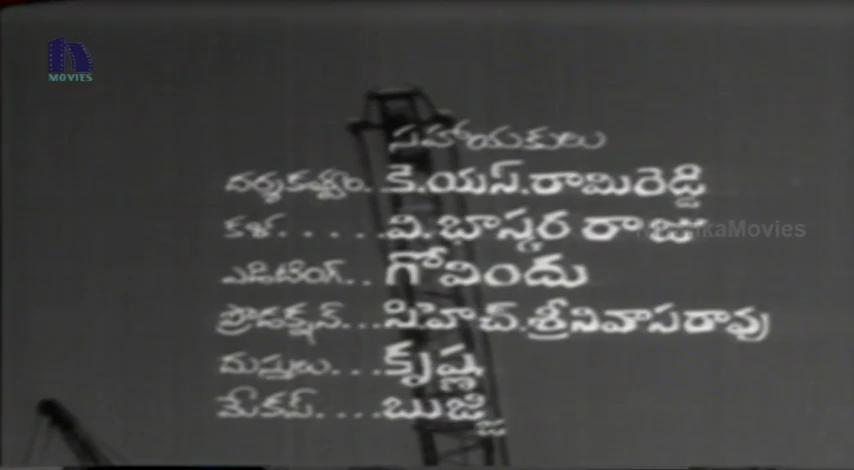 MOVIES
సహాయకులు
దర్శకత్వం. కె.యస్.రామిరెడ్డి
కళ......వి.భాస్కర రాజు
ఎడిటింగ్.. గోవిందు
ప్రొడక్షన్...సిహెచ్.శ్రీనివాసరావు
దుస్తులు...కృష్ణ
మేకప్....బుజ్జి